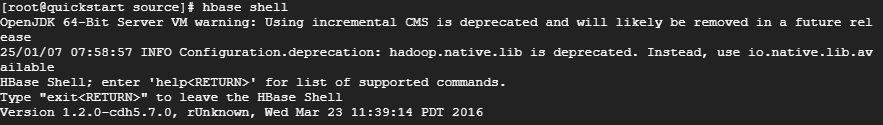 [root@quickstart source]# hbase shell
OpenJDK 64-Bit Server VM warning: Using incremental CMS is deprecated and will likely be removed in a future rel
ease
25/01/07 07:58:57 INFO Configuration.deprecation: hadoop.native.lib is deprecated. Instead, use io.native.lib.av
ailable
HBase Shell; enter 'help<RETURN>' for list of supported commands.
Type "exit<RETURN>" to leave the HBase Shell
Version 1.2.0-cdh5.7.0, rUnknown, Wed Mar 23 11:39:14 PDT 2016